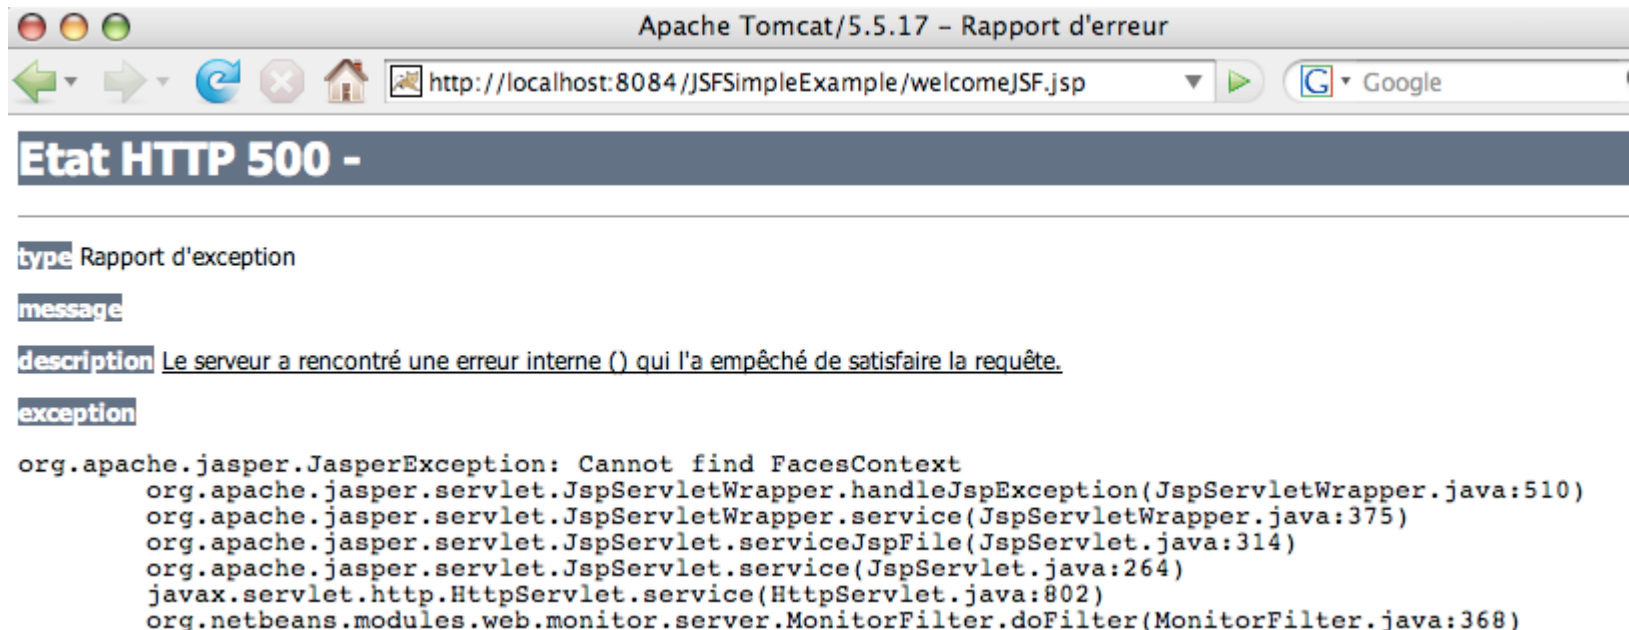 Apache Tomcat/5.5.17 – Rapport d'erreur
http://localhost:8084/JSFSimpleExample/welcomeJSF.jsp
G Google
Etat HTTP 500 -
type Rapport d'exception
message
description Le serveur a rencontré une erreur interne () qui l'a empêché de satisfaire la requête.
exception
org.apache.jasper.JasperException: Cannot find FacesContext
org.apache.jasper.servlet.JspServletWrapper.handleJspException(JspServletWrapper.java:510)
org.apache.jasper.servlet.JspServletWrapper.service(JspServletWrapper.java:375)
org.apache.jasper.servlet.JspServlet.serviceJspFile(JspServlet.java:314)
org.apache.jasper.servlet.JspServlet.service(JspServlet.java:264)
javax.servlet.http.HttpServlet.service(HttpServlet.java:802)
org.netbeans.modules.web.monitor.server.MonitorFilter.doFilter(MonitorFilter.java:368)